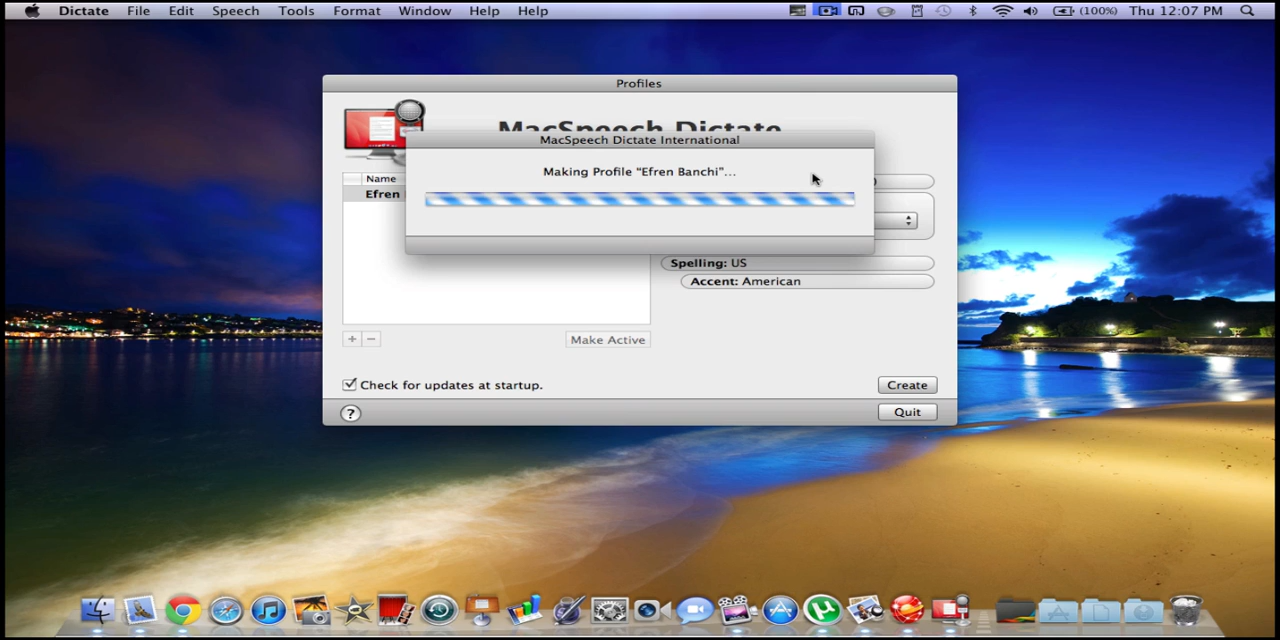 Dictate File Edit Speech Tools Format Window Help Help (100%) Thu 12:07 PM
Profiles
MacSpeech Dictate
MacSpeech Dictate International
Making Profile “Efren Banchi”...
Name
Efren
Spelling: US
Accent: American
+ − Make Active
Check for updates at startup. Create
? Quit